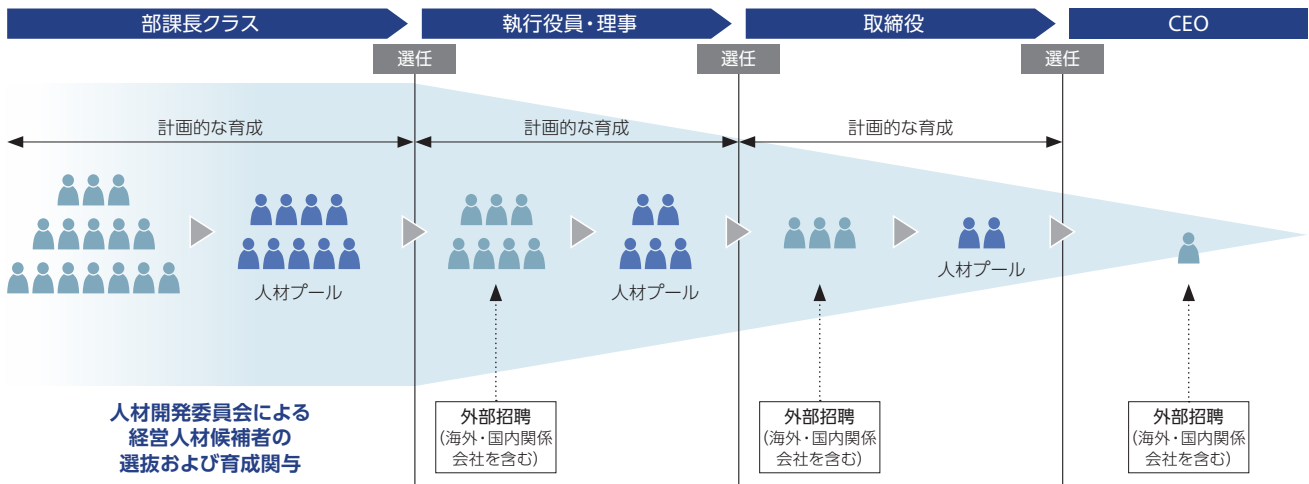 部課長クラス
執行役員・理事
取締役
CEO
選任
選任
選任
計画的な育成
計画的な育成
計画的な育成
人材プール
人材プール
人材プール
人材開発委員会による
経営人材候補者の
選抜および育成関与
外部招聘
(海外・国内関係
会社を含む)
外部招聘
(海外・国内関係
会社を含む)
外部招聘
(海外・国内関係
会社を含む)